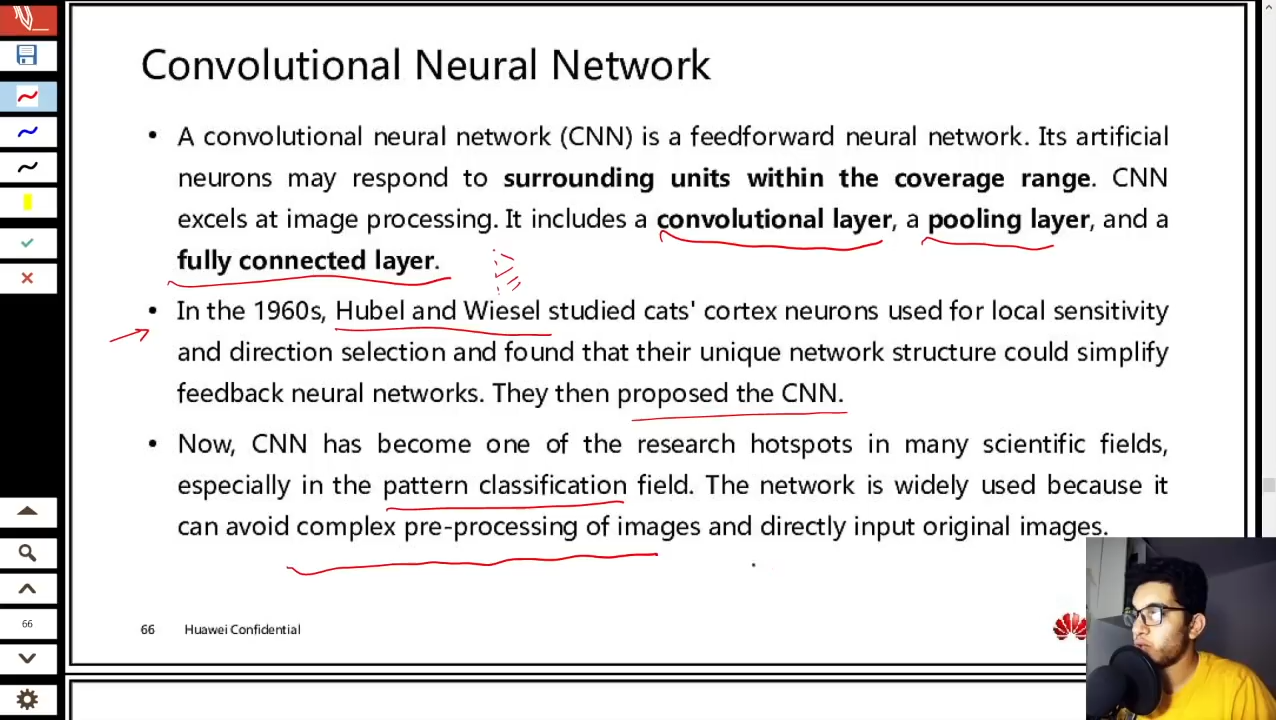 Convolutional Neural Network
• A convolutional neural network (CNN) is a feedforward neural network. Its artificial
neurons may respond to surrounding units within the coverage range. CNN
excels at image processing. It includes a convolutional layer, a pooling layer, and a
fully connected layer.
• In the 1960s, Hubel and Wiesel studied cats' cortex neurons used for local sensitivity
and direction selection and found that their unique network structure could simplify
feedback neural networks. They then proposed the CNN.
• Now, CNN has become one of the research hotspots in many scientific fields,
especially in the pattern classification field. The network is widely used because it
can avoid complex pre-processing of images and directly input original images.
66
66 Huawei Confidential